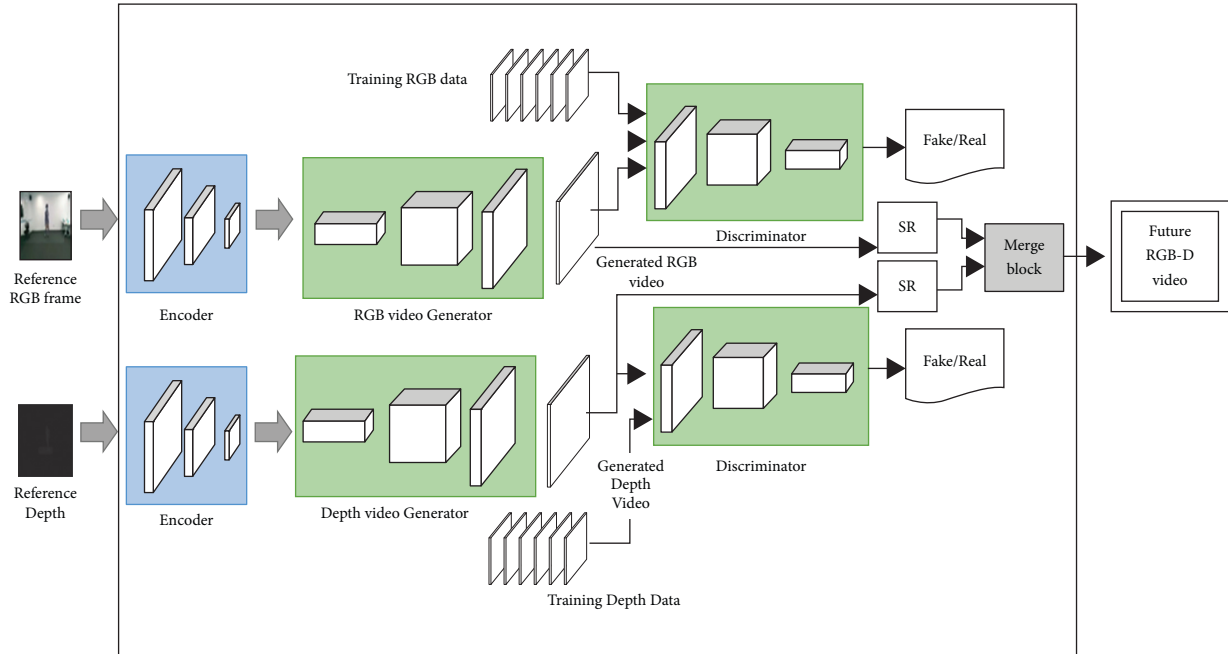 Training RGB data
Fake/Real
Reference
RGB frame
Encoder
RGB video Generator
Discriminator
Generated RGB
video
SR
SR
Merge
block
Future
RGB-D
video
Fake/Real
Reference
Depth
Encoder
Depth video Generator
Generated
Depth
Video
Discriminator
Training Depth Data